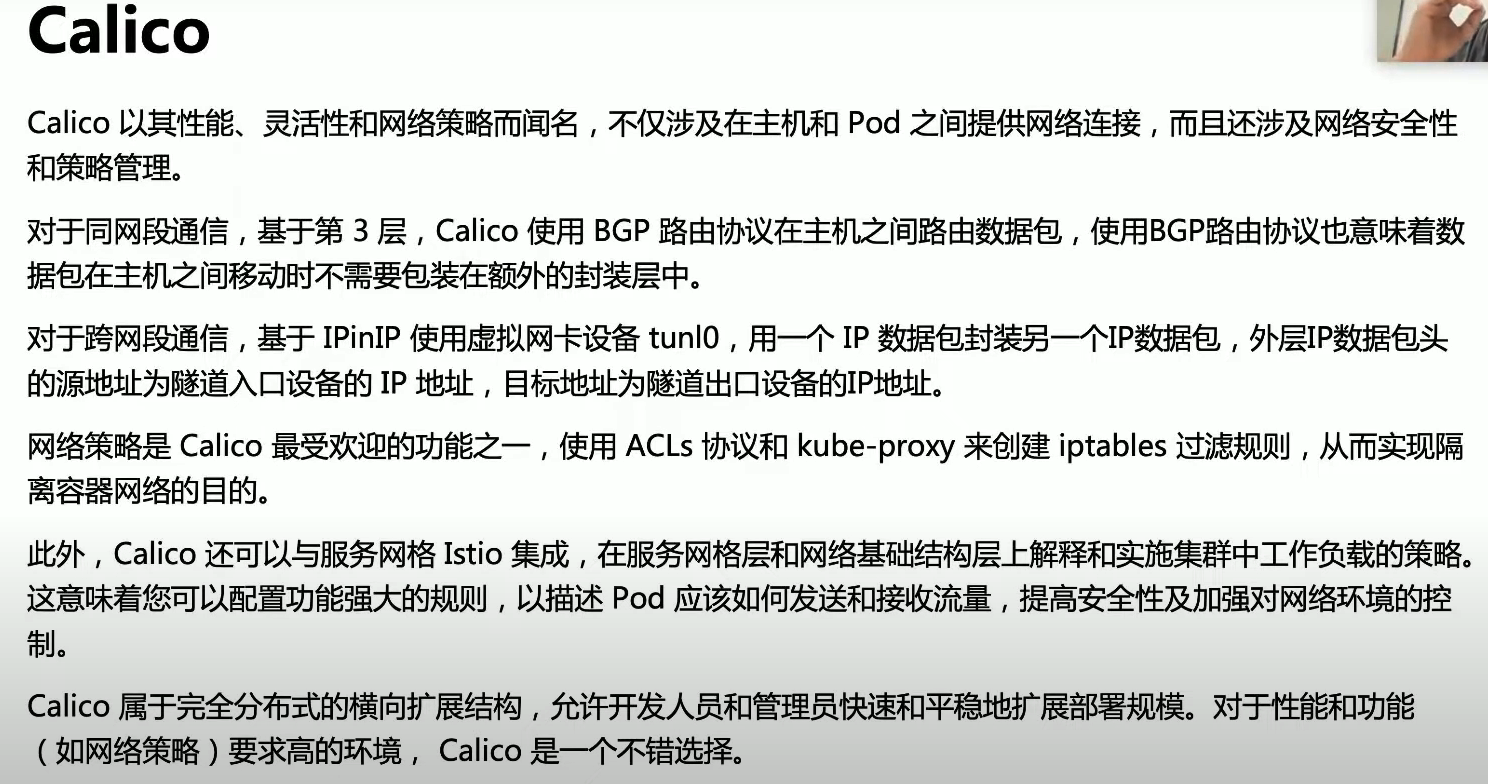 Calico
Calico 以其性能、灵活性和网络策略而闻名，不仅涉及在主机和 Pod 之间提供网络连接，而且还涉及网络安全性
和策略管理。
对于同网段通信，基于第 3 层，Calico 使用 BGP 路由协议在主机之间路由数据包，使用BGP路由协议也意味着数
据包在主机之间移动时不需要包装在额外的封装层中。
对于跨网段通信，基于 IPinIP 使用虚拟网卡设备 tunl0，用一个 IP 数据包封装另一个IP数据包，外层IP数据包头
的源地址为隧道入口设备的 IP 地址，目标地址为隧道出口设备的IP地址。
网络策略是 Calico 最受欢迎的功能之一，使用 ACLs 协议和 kube-proxy 来创建 iptables 过滤规则，从而实现隔
离容器网络的目的。
此外，Calico 还可以与服务网格 Istio 集成，在服务网格层和网络基础结构层上解释和实施集群中工作负载的策略。
这意味着您可以配置功能强大的规则，以描述 Pod 应该如何发送和接收流量，提高安全性及加强对网络环境的控
制。
Calico 属于完全分布式的横向扩展结构，允许开发人员和管理员快速和平稳地扩展部署规模。对于性能和功能
（如网络策略）要求高的环境， Calico 是一个不错选择。